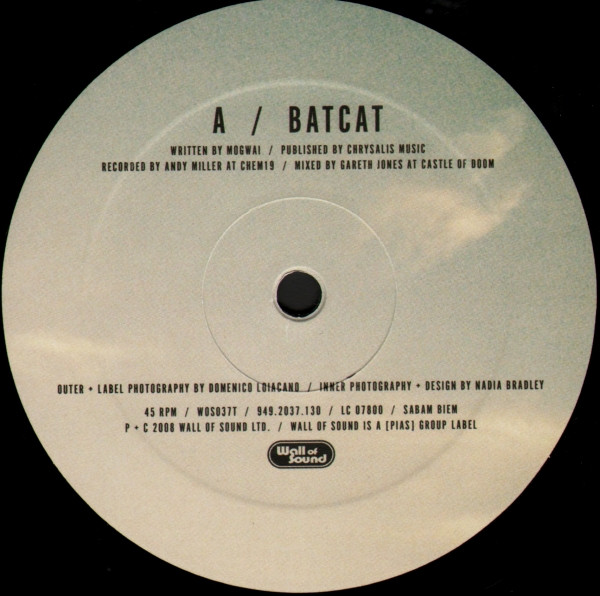 A / BATCAT
WRITTEN BY MOGWAI / PUBLISHED BY CHRYSALIS MUSIC
RECORDED BY ANDY MILLER AT CHEM19 / MIXED BY GARETH JONES AT CASTLE OF DOOM
OUTER + LABEL PHOTOGRAPHY BY DOMENICO LOIACANO / INNER PHOTOGRAPHY + DESIGN BY NADIA BRADLEY
45 RPM / WOS037T / 949.2037.130 / LC 07800 / SABAM BIEM
P + C 2008 WALL OF SOUND LTD. / WALL OF SOUND IS A [PIAS] GROUP LABEL
Wall of
Sound